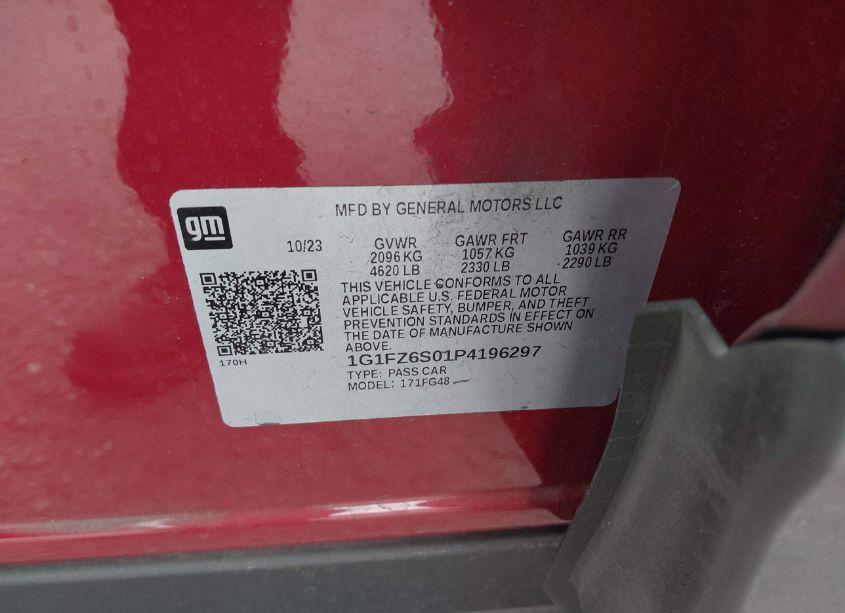 gm
MFD BY GENERAL MOTORS LLC
10/23 GVWR GAWR FRT GAWR RR
2096 KG 1057 KG 1039 KG
4620 LB 2330 LB 2290 LB
THIS VEHICLE CONFORMS TO ALL
APPLICABLE U.S. FEDERAL MOTOR
VEHICLE SAFETY, BUMPER, AND THEFT
PREVENTION STANDARDS IN EFFECT ON
THE DATE OF MANUFACTURE SHOWN
ABOVE.
170H
1G1FZ6S01P4196297
TYPE: PASS CAR
MODEL: 171FG48